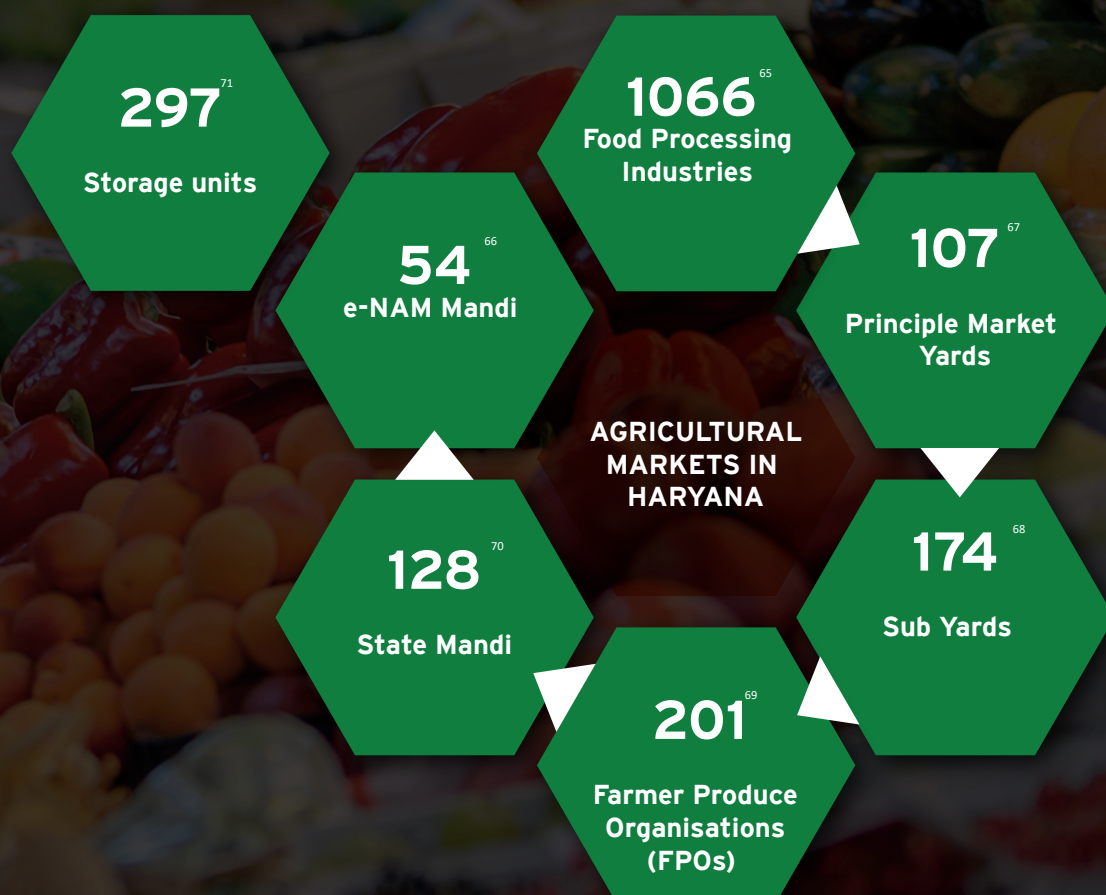 297 71
Storage units
1066 65
Food Processing
Industries
54 66
e-NAM Mandi
107 67
Principle Market
Yards
AGRICULTURAL
MARKETS IN
HARYANA
128 70
State Mandi
174 68
Sub Yards
201 69
Farmer Produce
Organisations
(FPOs)